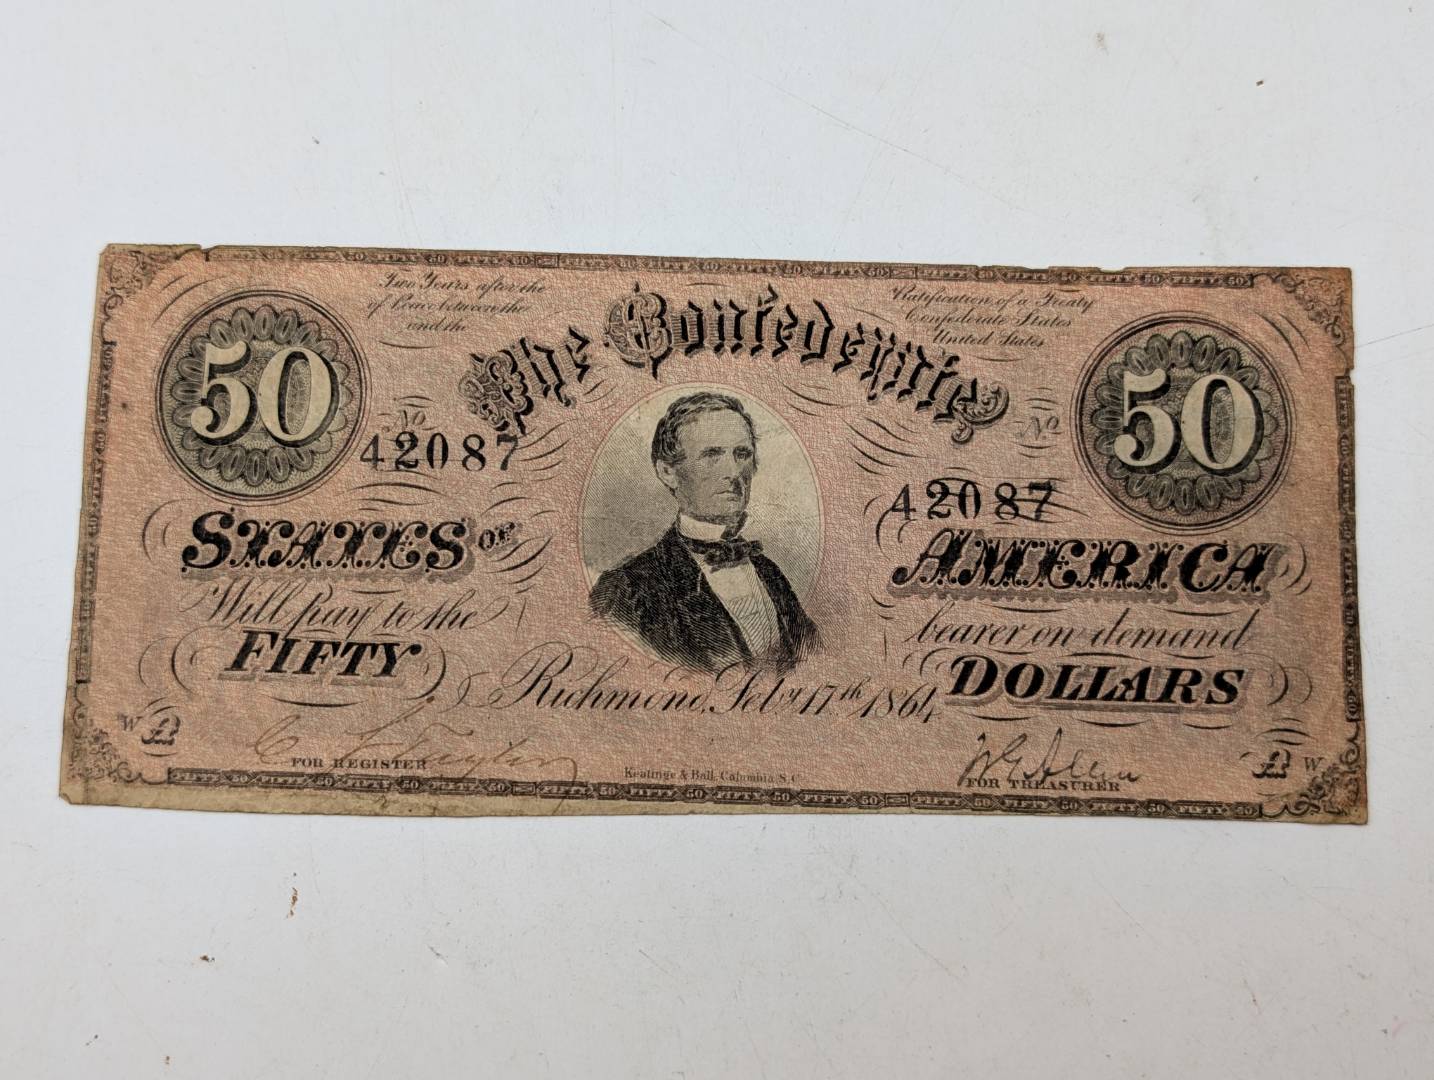 Two Years after the
of Peace between the
and the
Ratification of a Treaty
Confederate States
United States
The Confederate
50
50
No
42087
No
42087
STATES OF
AMERICA
Will pay to the
bearer on demand
FIFTY
DOLLARS
Richmond, Feby 17th 1864
W A
A W
FOR REGISTER
Keatinge & Ball, Columbia S.C.
FOR TREASURER